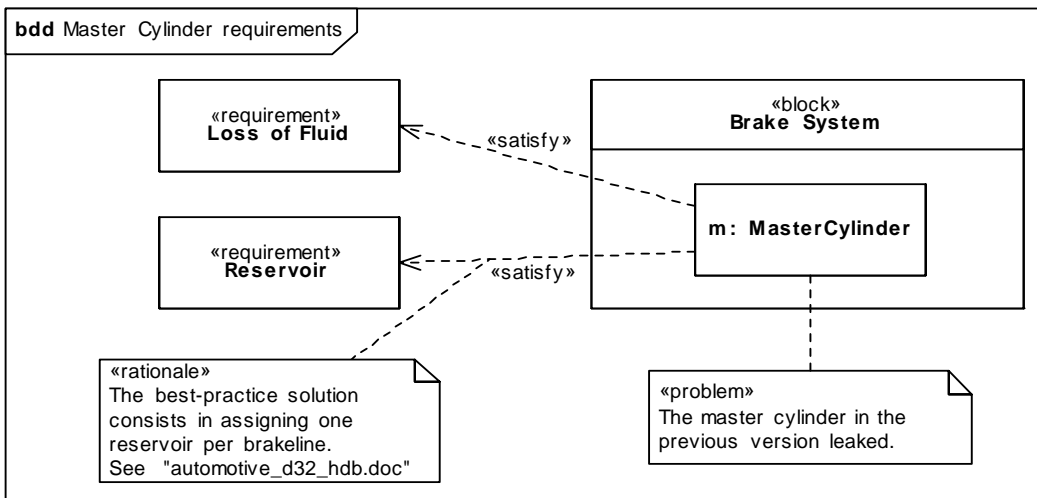 bdd Master Cylinder requirements
«requirement»
Loss of Fluid
«satisfy»
«block»
Brake System
m: MasterCylinder
«requirement»
Reservoir
«satisfy»
«rationale»
The best-practice solution
consists in assigning one
reservoir per brakeline.
See "automotive_d32_hdb.doc"
«problem»
The master cylinder in the
previous version leaked.